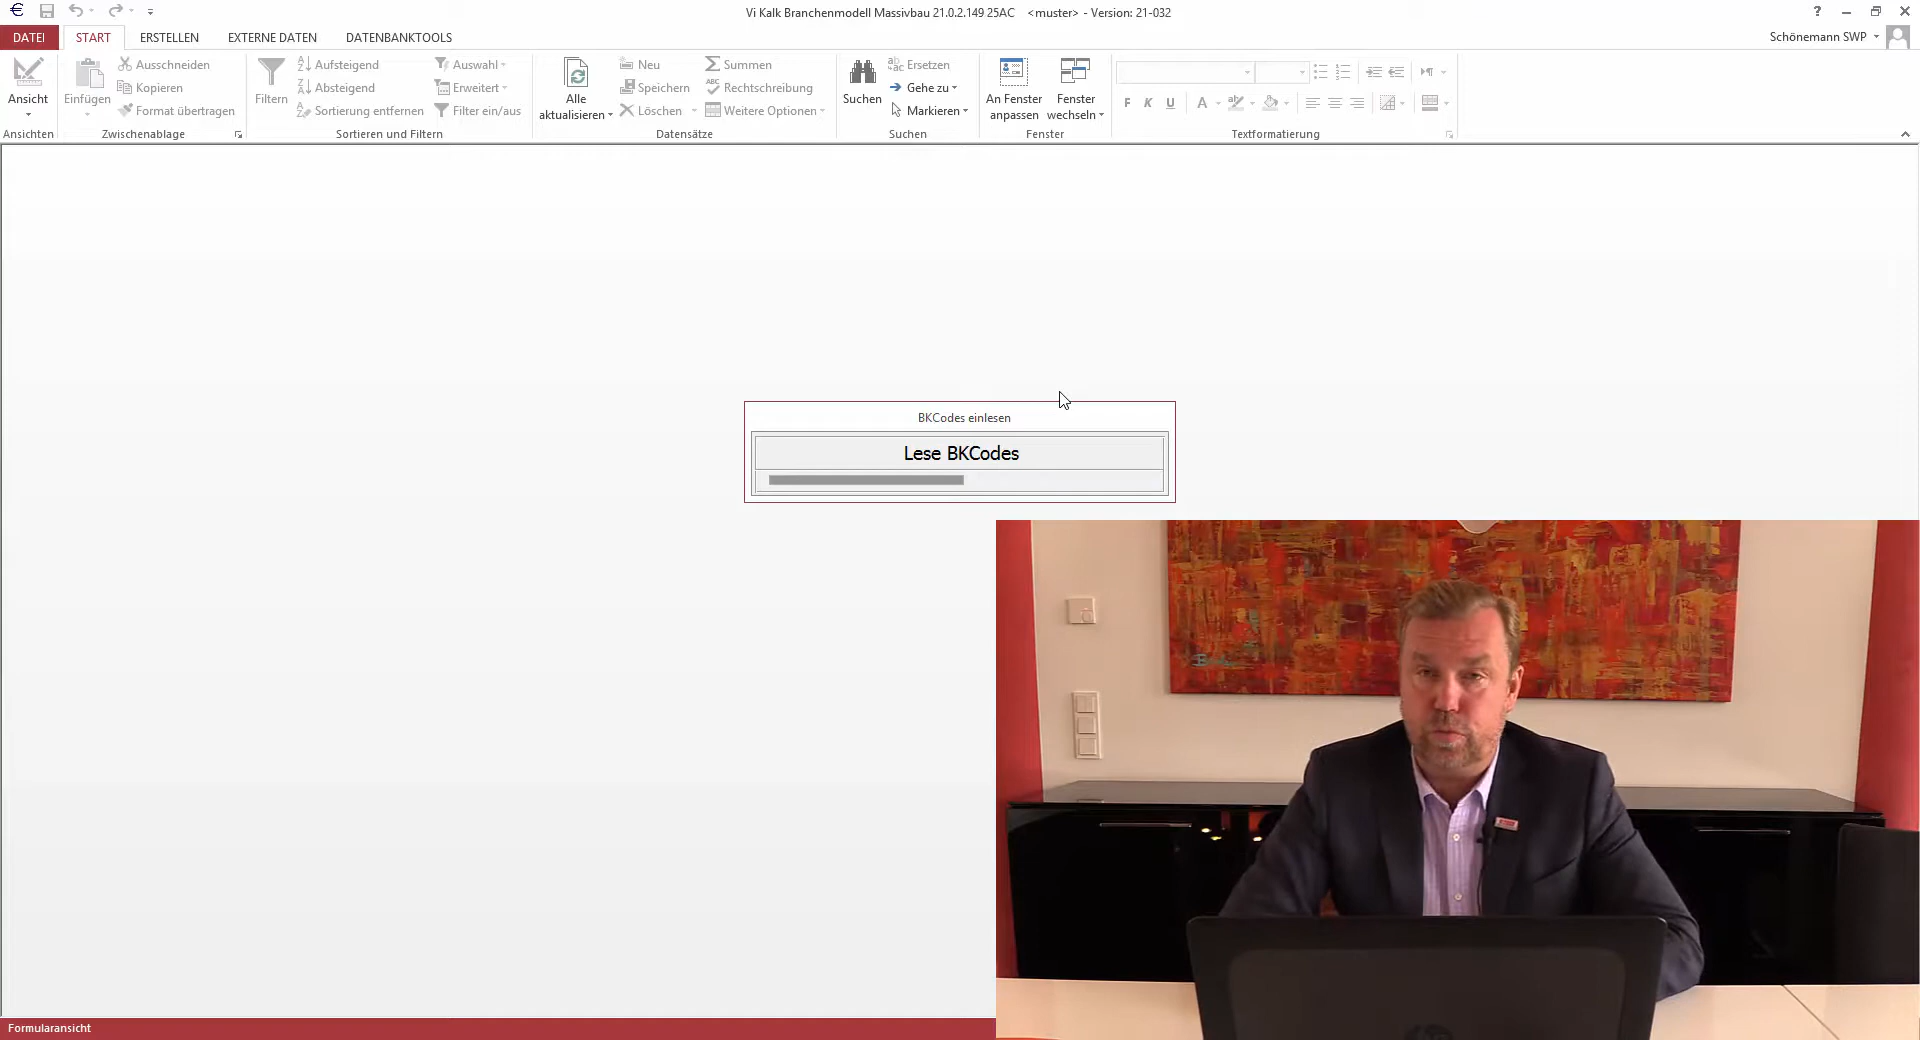 Vi Kalk Branchenmodell Massivbau 21.0.2.149 25AC <muster> - Version: 21-032
?
DATEI START ERSTELLEN EXTERNE DATEN DATENBANKTOOLS
Schönemann SWP
Ansicht
Ansichten
Einfügen
Ausschneiden
Kopieren
Format übertragen
Zwischenablage
Filtern
Aufsteigend
Absteigend
Sortierung entfernen
Auswahl
Erweitert
Filter ein/aus
Sortieren und Filtern
Alle
aktualisieren
Neu
Speichern
Löschen
Summen
Rechtschreibung
Weitere Optionen
Datensätze
Suchen
Ersetzen
Gehe zu
Markieren
Suchen
An Fenster
anpassen
Fenster
wechseln
Fenster
F K U A
Textformatierung
BKCodes einlesen
Lese BKCodes
Formularansicht